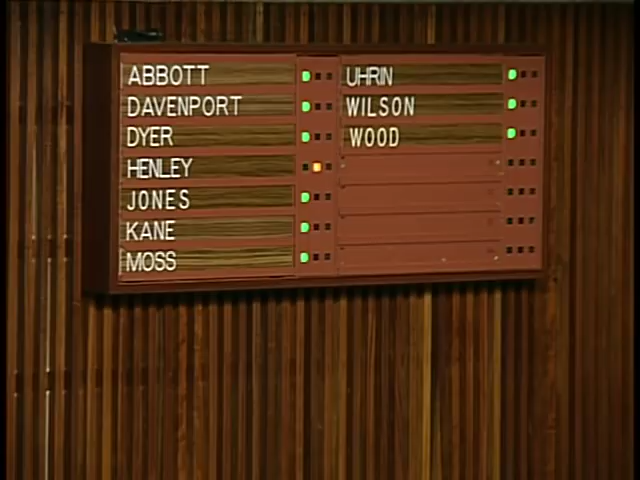 ABBOTT
DAVENPORT
DYER
HENLEY
JONES
KANE
MOSS
UHRIN
WILSON
WOOD